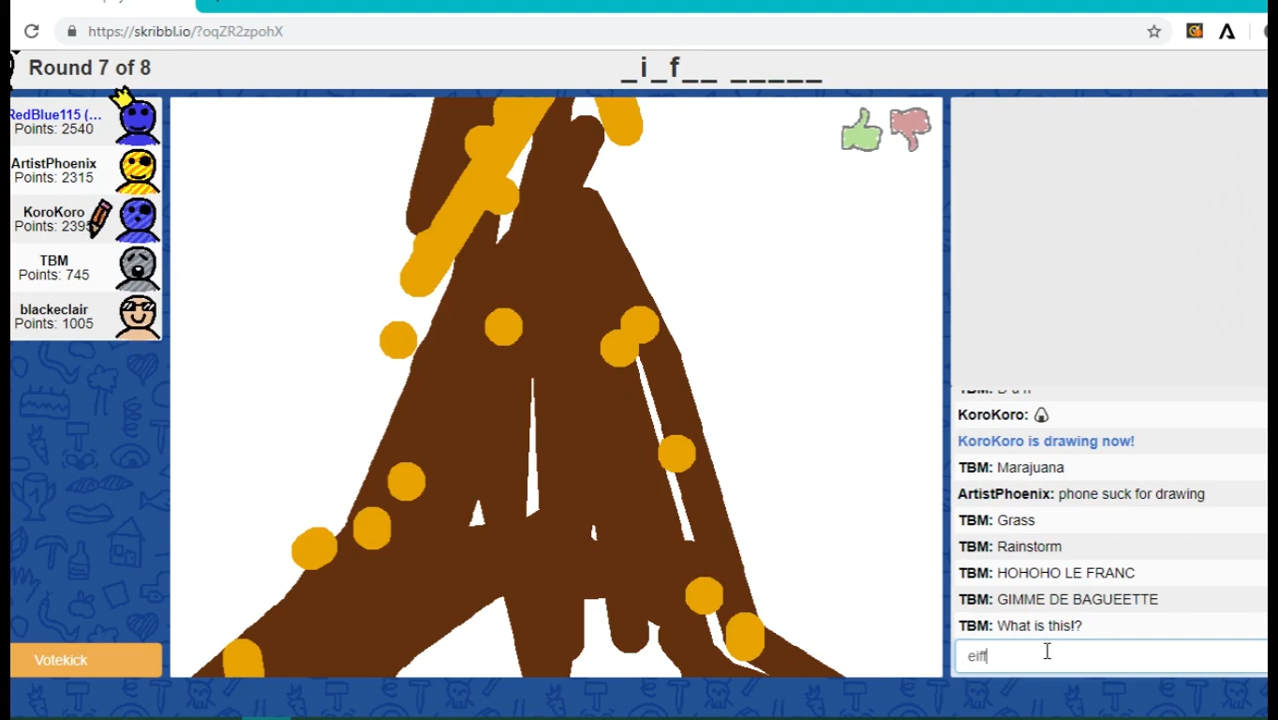 https://skribbl.io/?oqZR2zpohX
Round 7 of 8
_i_f__ _____
RedBlue115 (...
Points: 2540
ArtistPhoenix
Points: 2315
KoroKoro
Points: 2395
TBM
Points: 745
blackeclair
Points: 1005
Votekick
KoroKoro:
KoroKoro is drawing now!
TBM: Marajuana
ArtistPhoenix: phone suck for drawing
TBM: Grass
TBM: Rainstorm
TBM: HOHOHO LE FRANC
TBM: GIMME DE BAGUEETTE
TBM: What is this!?
eiff